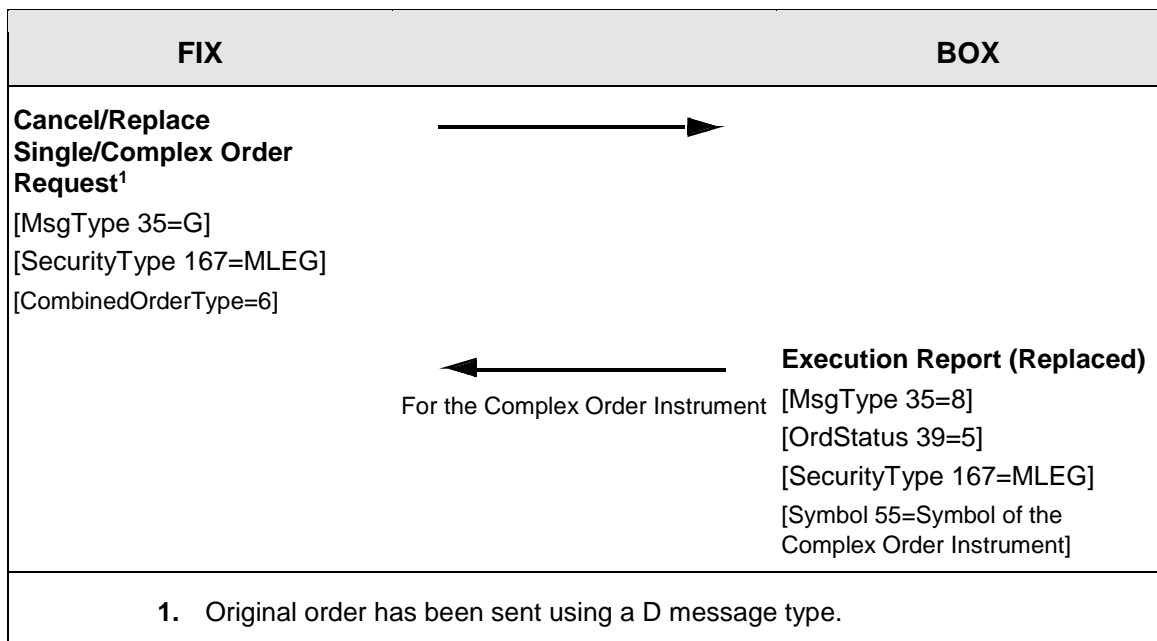 FIX
BOX
Cancel/Replace
Single/Complex Order
Request1
[MsgType 35=G]
[SecurityType 167=MLEG]
[CombinedOrderType=6]
For the Complex Order Instrument
Execution Report (Replaced)
[MsgType 35=8]
[OrdStatus 39=5]
[SecurityType 167=MLEG]
[Symbol 55=Symbol of the
Complex Order Instrument]
1. Original order has been sent using a D message type.